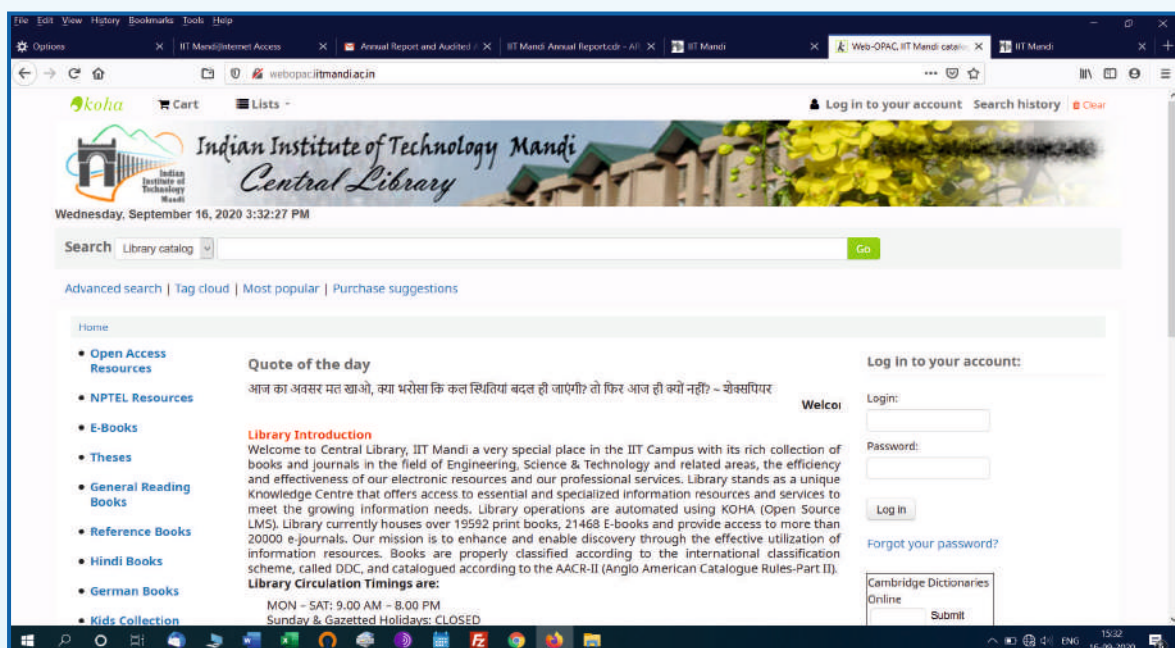 File Edit View History Bookmarks Tools Help
Options
IIT Mandi|Internet Access
Annual Report and Audited A
IIT Mandi Annual Report.cdr - All
IIT Mandi
Web-OPAC, IIT Mandi catalog
IIT Mandi
webopac.iitmandi.ac.in
koha Cart Lists
Log in to your account Search history Clear
Indian Institute of Technology Mandi
Central Library
Indian
Institute of
Technology
Mandi
Wednesday, September 16, 2020 3:32:27 PM
Search Library catalog Go
Advanced search | Tag cloud | Most popular | Purchase suggestions
Home
Open Access
Resources
NPTEL Resources
E-Books
Theses
General Reading
Books
Reference Books
Hindi Books
German Books
Kids Collection
Quote of the day
आज का अवसर मत खाओ, क्या भरोसा कि कल स्थितियां बदल ही जाएंगी? तो फिर आज ही क्यों नहीं? ~ शेक्सपियर
Welcor
Library Introduction
Welcome to Central Library, IIT Mandi a very special place in the IIT Campus with its rich collection of
books and journals in the field of Engineering, Science & Technology and related areas, the efficiency
and effectiveness of our electronic resources and our professional services. Library stands as a unique
Knowledge Centre that offers access to essential and specialized information resources and services to
meet the growing information needs. Library operations are automated using KOHA (Open Source
LMS). Library currently houses over 19592 print books, 21468 E-books and provide access to more than
20000 e-journals. Our mission is to enhance and enable discovery through the effective utilization of
information resources. Books are properly classified according to the international classification
scheme, called DDC, and catalogued according to the AACR-II (Anglo American Catalogue Rules-Part II).
Library Circulation Timings are:
MON – SAT: 9.00 AM – 8.00 PM
Sunday & Gazetted Holidays: CLOSED
Log in to your account:
Login:
Password:
Log in
Forgot your password?
Cambridge Dictionaries
Online
Submit
ENG
15:32
16-09-2020